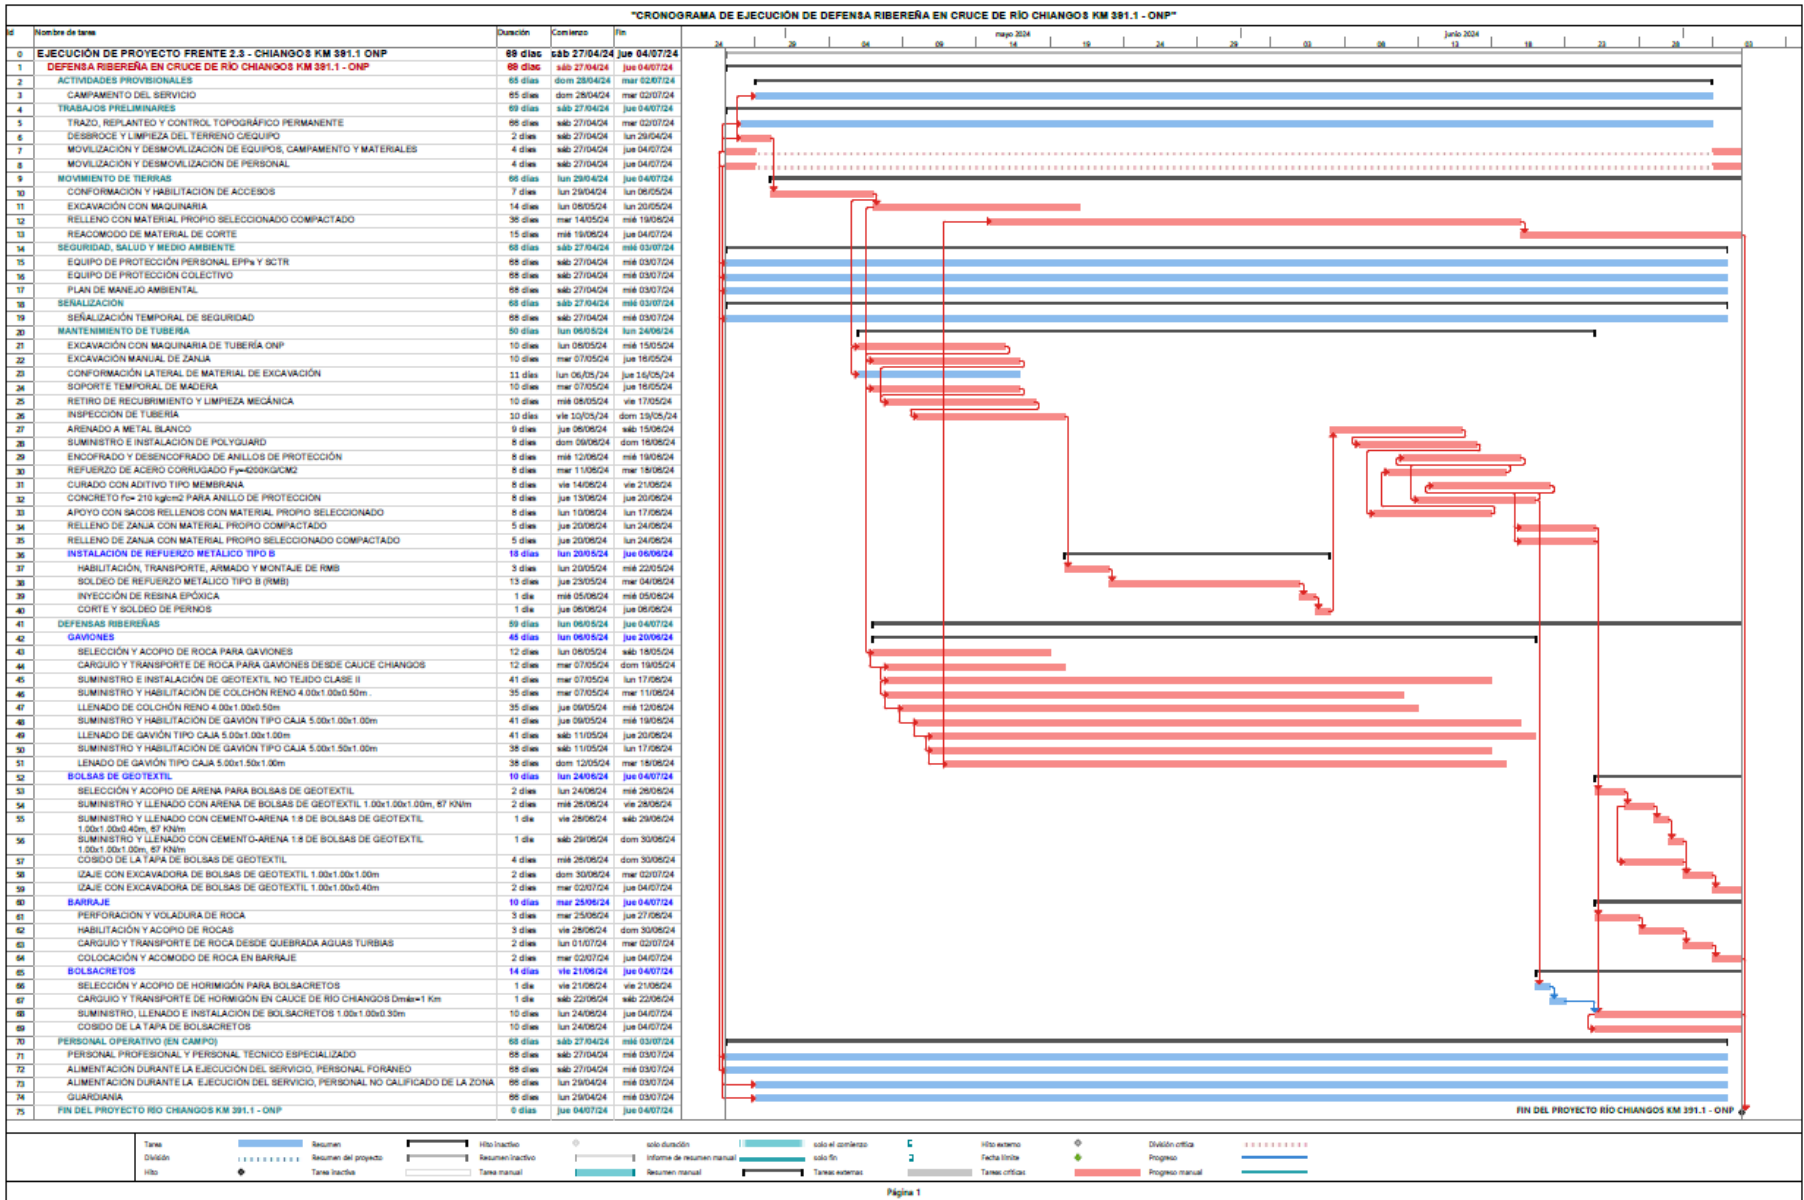 "CRONOGRAMA DE EJECUCIÓN DE DEFENSA RIBEREÑA EN CRUCE DE RÍO CHIANGOS KM 391.1 - ONP"
Id Nombre de tarea Duración Comienzo Fin mayo 2024 junio 2024
24 29 04 09 14 19 24 29 03 08 13 18 23 28 03
0 EJECUCIÓN DE PROYECTO FRENTE 2.3 - CHIANGOS KM 391.1 ONP 69 días sáb 27/04/24 jue 04/07/24
1 DEFENSA RIBEREÑA EN CRUCE DE RÍO CHIANGOS KM 391.1 - ONP 69 días sáb 27/04/24 jue 04/07/24
2 ACTIVIDADES PROVISIONALES 65 días dom 28/04/24 mar 02/07/24
3 CAMPAMENTO DEL SERVICIO 65 días dom 28/04/24 mar 02/07/24
4 TRABAJOS PRELIMINARES 69 días sáb 27/04/24 jue 04/07/24
5 TRAZO, REPLANTEO Y CONTROL TOPOGRÁFICO PERMANENTE 66 días sáb 27/04/24 mar 02/07/24
6 DESBROCE Y LIMPIEZA DEL TERRENO C/EQUIPO 2 días sáb 27/04/24 lun 29/04/24
7 MOVILIZACIÓN Y DESMOVILIZACIÓN DE EQUIPOS, CAMPAMENTO Y MATERIALES 4 días sáb 27/04/24 jue 04/07/24
8 MOVILIZACIÓN Y DESMOVILIZACIÓN DE PERSONAL 4 días sáb 27/04/24 jue 04/07/24
9 MOVIMIENTO DE TIERRAS 66 días lun 29/04/24 jue 04/07/24
10 CONFORMACIÓN Y HABILITACIÓN DE ACCESOS 7 días lun 29/04/24 lun 06/05/24
11 EXCAVACIÓN CON MAQUINARIA 14 días lun 06/05/24 lun 20/05/24
12 RELLENO CON MATERIAL PROPIO SELECCIONADO COMPACTADO 36 días mar 14/05/24 mié 19/06/24
13 REACOMODO DE MATERIAL DE CORTE 15 días mié 19/06/24 jue 04/07/24
14 SEGURIDAD, SALUD Y MEDIO AMBIENTE 68 días sáb 27/04/24 mié 03/07/24
15 EQUIPO DE PROTECCIÓN PERSONAL EPPs Y SCTR 68 días sáb 27/04/24 mié 03/07/24
16 EQUIPO DE PROTECCIÓN COLECTIVO 68 días sáb 27/04/24 mié 03/07/24
17 PLAN DE MANEJO AMBIENTAL 68 días sáb 27/04/24 mié 03/07/24
18 SEÑALIZACIÓN 68 días sáb 27/04/24 mié 03/07/24
19 SEÑALIZACIÓN TEMPORAL DE SEGURIDAD 68 días sáb 27/04/24 mié 03/07/24
20 MANTENIMIENTO DE TUBERÍA 50 días lun 06/05/24 lun 24/06/24
21 EXCAVACIÓN CON MAQUINARIA DE TUBERÍA ONP 10 días lun 06/05/24 mié 15/05/24
22 EXCAVACIÓN MANUAL DE ZANJA 10 días mar 07/05/24 jue 16/05/24
23 CONFORMACIÓN LATERAL DE MATERIAL DE EXCAVACIÓN 11 días lun 06/05/24 jue 16/05/24
24 SOPORTE TEMPORAL DE MADERA 10 días mar 07/05/24 jue 16/05/24
25 RETIRO DE RECUBRIMIENTO Y LIMPIEZA MECÁNICA 10 días mié 08/05/24 vie 17/05/24
26 INSPECCIÓN DE TUBERÍA 10 días vie 10/05/24 dom 19/05/24
27 ARENADO A METAL BLANCO 9 días jue 06/06/24 sáb 15/06/24
28 SUMINISTRO E INSTALACIÓN DE POLYGUARD 8 días dom 09/06/24 dom 16/06/24
29 ENCOFRADO Y DESENCOFRADO DE ANILLOS DE PROTECCIÓN 8 días mié 12/06/24 mié 19/06/24
30 REFUERZO DE ACERO CORRUGADO Fy=4200KG/CM2 8 días mar 11/06/24 mar 18/06/24
31 CURADO CON ADITIVO TIPO MEMBRANA 8 días vie 14/06/24 vie 21/06/24
32 CONCRETO f'c= 210 kg/cm2 PARA ANILLO DE PROTECCIÓN 8 días jue 13/06/24 jue 20/06/24
33 APOYO CON SACOS RELLENOS CON MATERIAL PROPIO SELECCIONADO 8 días lun 10/06/24 lun 17/06/24
34 RELLENO DE ZANJA CON MATERIAL PROPIO COMPACTADO 5 días jue 20/06/24 lun 24/06/24
35 RELLENO DE ZANJA CON MATERIAL PROPIO SELECCIONADO COMPACTADO 5 días jue 20/06/24 lun 24/06/24
36 INSTALACIÓN DE REFUERZO METÁLICO TIPO B 18 días lun 20/05/24 jue 06/06/24
37 HABILITACIÓN, TRANSPORTE, ARMADO Y MONTAJE DE RMB 3 días lun 20/05/24 mié 22/05/24
38 SOLDEO DE REFUERZO METÁLICO TIPO B (RMB) 13 días jue 23/05/24 mar 04/06/24
39 INYECCIÓN DE RESINA EPÓXICA 1 día mié 05/06/24 mié 05/06/24
40 CORTE Y SOLDEO DE PERNOS 1 día jue 06/06/24 jue 06/06/24
41 DEFENSAS RIBEREÑAS 59 días lun 06/05/24 jue 04/07/24
42 GAVIONES 45 días lun 06/05/24 jue 20/06/24
43 SELECCIÓN Y ACOPIO DE ROCA PARA GAVIONES 12 días lun 06/05/24 sáb 18/05/24
44 CARGUÍO Y TRANSPORTE DE ROCA PARA GAVIONES DESDE CAUCE CHIANGOS 12 días mar 07/05/24 dom 19/05/24
45 SUMINISTRO E INSTALACIÓN DE GEOTEXTIL NO TEJIDO CLASE II 41 días mar 07/05/24 lun 17/06/24
46 SUMINISTRO Y HABILITACIÓN DE COLCHÓN RENO 4.00x1.00x0.50m . 35 días mar 07/05/24 mar 11/06/24
47 LLENADO DE COLCHÓN RENO 4.00x1.00x0.50m 35 días jue 09/05/24 mié 12/06/24
48 SUMINISTRO Y HABILITACIÓN DE GAVIÓN TIPO CAJA 5.00x1.00x1.00m 41 días jue 09/05/24 mié 19/06/24
49 LLENADO DE GAVIÓN TIPO CAJA 5.00x1.00x1.00m 41 días sáb 11/05/24 jue 20/06/24
50 SUMINISTRO Y HABILITACIÓN DE GAVIÓN TIPO CAJA 5.00x1.50x1.00m 38 días sáb 11/05/24 lun 17/06/24
51 LENADO DE GAVIÓN TIPO CAJA 5.00x1.50x1.00m 38 días dom 12/05/24 mar 18/06/24
52 BOLSAS DE GEOTEXTIL 10 días lun 24/06/24 jue 04/07/24
53 SELECCIÓN Y ACOPIO DE ARENA PARA BOLSAS DE GEOTEXTIL 2 días lun 24/06/24 mié 26/06/24
54 SUMINISTRO Y LLENADO CON ARENA DE BOLSAS DE GEOTEXTIL 1.00x1.00x1.00m, 67 KN/m 2 días mié 26/06/24 vie 28/06/24
55 SUMINISTRO Y LLENADO CON CEMENTO-ARENA 1:8 DE BOLSAS DE GEOTEXTIL 1 día vie 28/06/24 sáb 29/06/24
1.00x1.00x0.40m, 67 KN/m
56 SUMINISTRO Y LLENADO CON CEMENTO-ARENA 1:8 DE BOLSAS DE GEOTEXTIL 1 día sáb 29/06/24 dom 30/06/24
1.00x1.00x1.00m, 67 KN/m
57 COSIDO DE LA TAPA DE BOLSAS DE GEOTEXTIL 4 días mié 26/06/24 dom 30/06/24
58 IZAJE CON EXCAVADORA DE BOLSAS DE GEOTEXTIL 1.00x1.00x1.00m 2 días dom 30/06/24 mar 02/07/24
59 IZAJE CON EXCAVADORA DE BOLSAS DE GEOTEXTIL 1.00x1.00x0.40m 2 días mar 02/07/24 jue 04/07/24
60 BARRAJE 10 días mar 25/06/24 jue 04/07/24
61 PERFORACIÓN Y VOLADURA DE ROCA 3 días mar 25/06/24 jue 27/06/24
62 HABILITACIÓN Y ACOPIO DE ROCAS 3 días vie 28/06/24 dom 30/06/24
63 CARGUÍO Y TRANSPORTE DE ROCA DESDE QUEBRADA AGUAS TURBIAS 2 días lun 01/07/24 mar 02/07/24
64 COLOCACIÓN Y ACOMODO DE ROCA EN BARRAJE 2 días mar 02/07/24 jue 04/07/24
65 BOLSACRETOS 14 días vie 21/06/24 jue 04/07/24
66 SELECCIÓN Y ACOPIO DE HORIMIGÓN PARA BOLSACRETOS 1 día vie 21/06/24 vie 21/06/24
67 CARGUÍO Y TRANSPORTE DE HORMIGÓN EN CAUCE DE RÍO CHIANGOS Dmáx=1 Km 1 día sáb 22/06/24 sáb 22/06/24
68 SUMINISTRO, LLENADO E INSTALACIÓN DE BOLSACRETOS 1.00x1.00x0.30m 10 días lun 24/06/24 jue 04/07/24
69 COSIDO DE LA TAPA DE BOLSACRETOS 10 días lun 24/06/24 jue 04/07/24
70 PERSONAL OPERATIVO (EN CAMPO) 68 días sáb 27/04/24 mié 03/07/24
71 PERSONAL PROFESIONAL Y PERSONAL TÉCNICO ESPECIALIZADO 68 días sáb 27/04/24 mié 03/07/24
72 ALIMENTACIÓN DURANTE LA EJECUCIÓN DEL SERVICIO, PERSONAL FORÁNEO 68 días sáb 27/04/24 mié 03/07/24
73 ALIMENTACIÓN DURANTE LA EJECUCIÓN DEL SERVICIO, PERSONAL NO CALIFICADO DE LA ZONA 66 días lun 29/04/24 mié 03/07/24
74 GUARDIANÍA 66 días lun 29/04/24 mié 03/07/24
75 FIN DEL PROYECTO RÍO CHIANGOS KM 391.1 - ONP 0 días jue 04/07/24 jue 04/07/24 FIN DEL PROYECTO RÍO CHIANGOS KM 391.1 - ONP
Tarea Resumen Hito inactivo solo duración solo el comienzo Hito externo División crítica
División Resumen del proyecto Resumen inactivo Informe de resumen manual solo fin Fecha límite Progreso
Hito Tarea inactiva Tarea manual Resumen manual Tareas externas Tareas críticas Progreso manual
Página 1